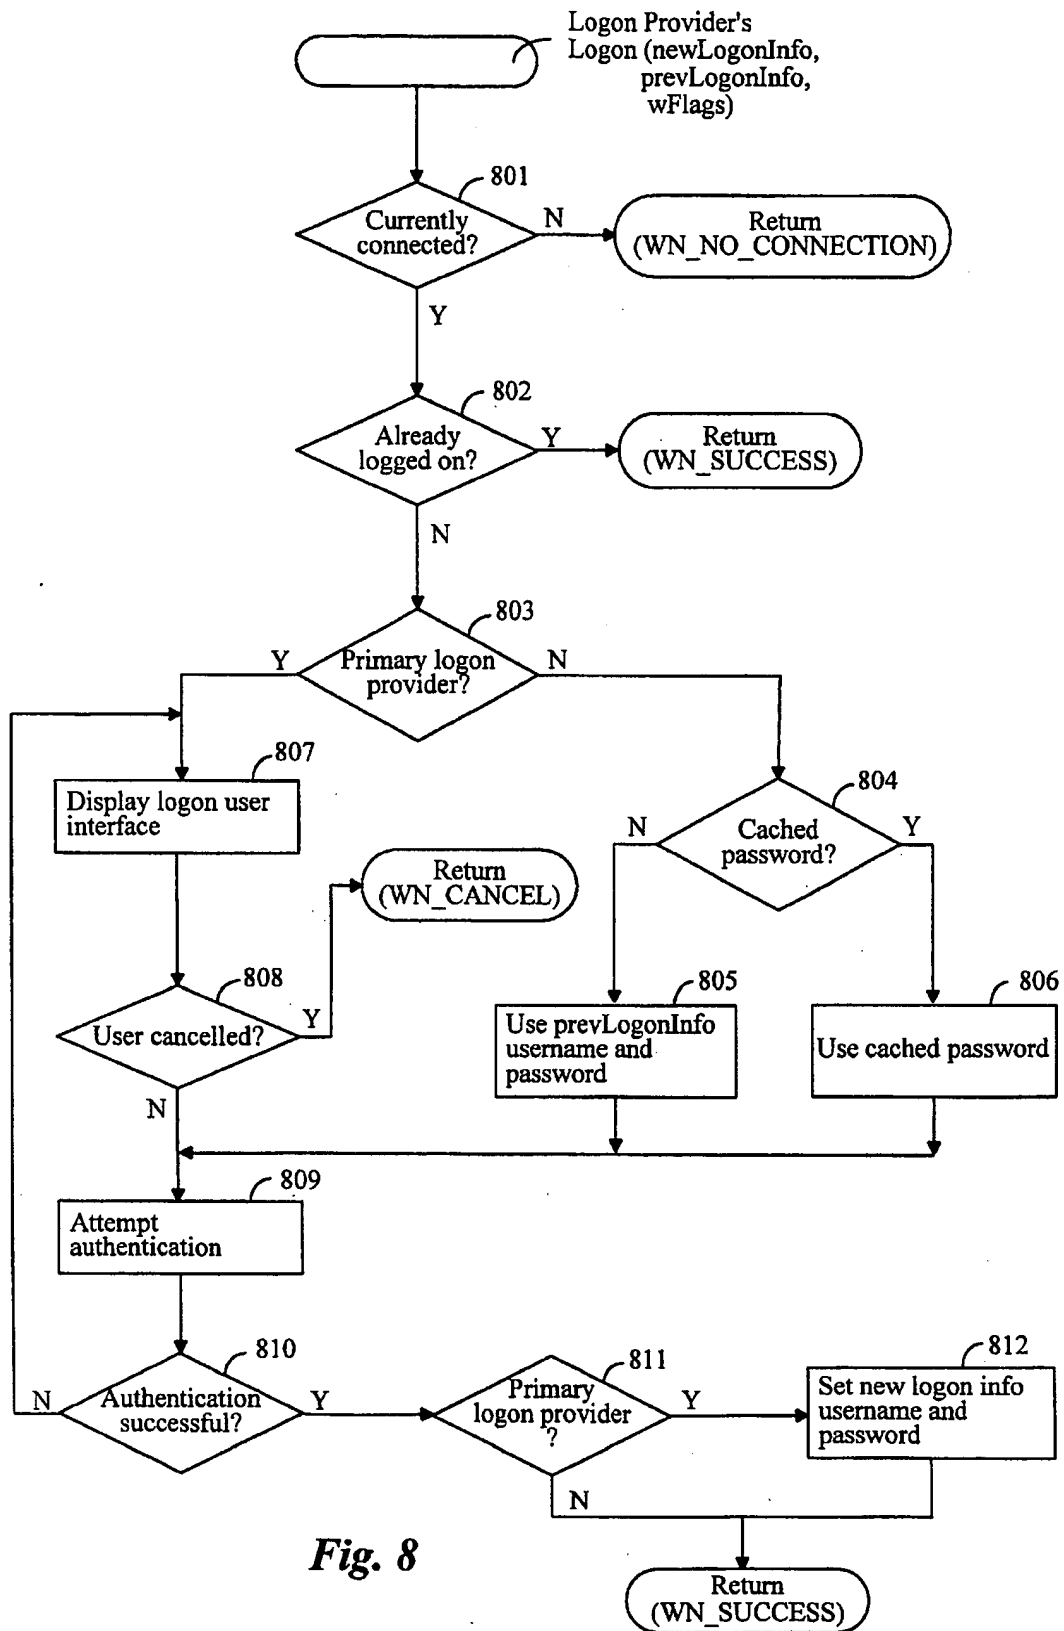 Logon Provider's
Logon (newLogonInfo,
prevLogonInfo,
wFlags)
801
Currently
connected?
N
Return
(WN_NO_CONNECTION)
Y
802
Already
logged on?
Y
Return
(WN_SUCCESS)
N
803
Primary logon
provider?
Y
N
807
Display logon user
interface
804
Cached
password?
N
Y
Return
(WN_CANCEL)
808
User cancelled?
Y
N
805
Use prevLogonInfo
username and
password
806
Use cached password
809
Attempt
authentication
810
Authentication
successful?
N
Y
811
Primary
logon provider
?
Y
N
812
Set new logon info
username and
password
Return
(WN_SUCCESS)
Fig. 8